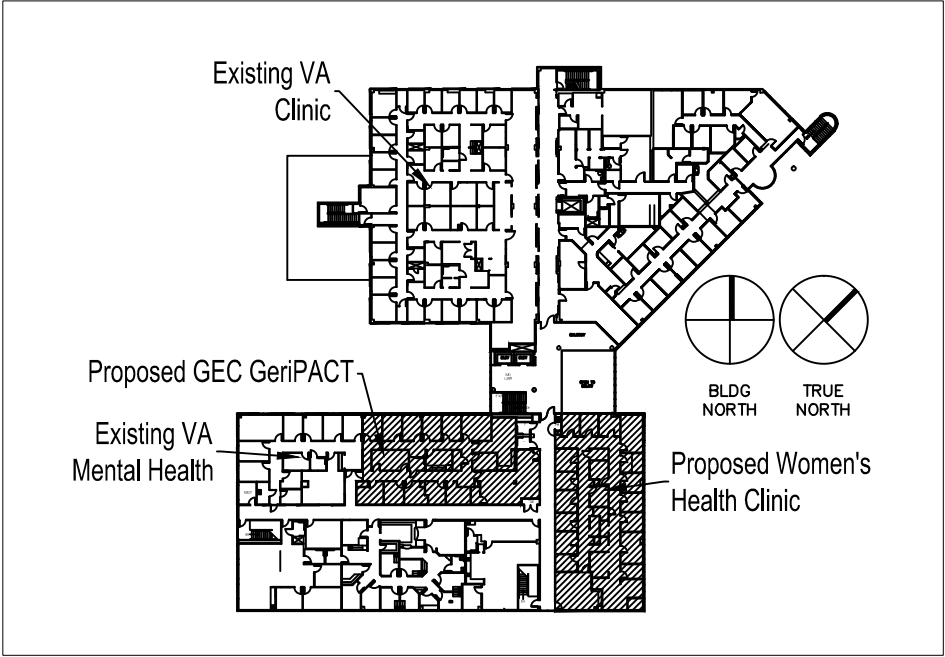 Existing VA
Clinic
Proposed GEC GeriPACT
BLDG
NORTH
TRUE
NORTH
Existing VA
Mental Health
Proposed Women's
Health Clinic